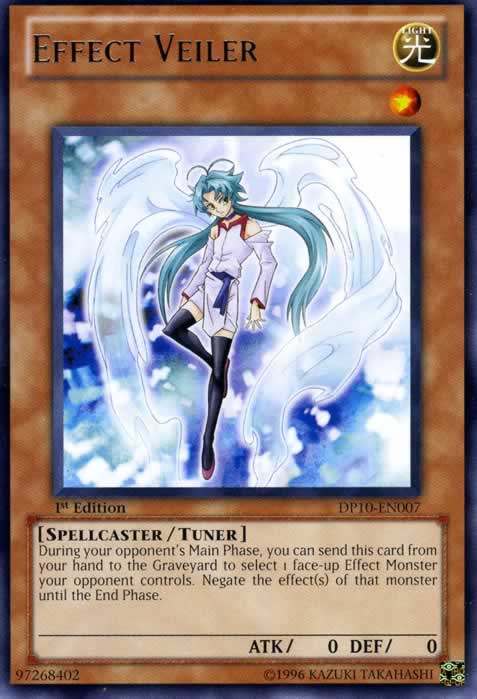 EFFECT VEILER
LIGHT
光
1st Edition
DP10-EN007
[SPELLCASTER/TUNER]
During your opponent's Main Phase, you can send this card from
your hand to the Graveyard to select 1 face-up Effect Monster
your opponent controls. Negate the effect(s) of that monster
until the End Phase.
ATK/ 0 DEF/ 0
97268402
©1996 KAZUKI TAKAHASHI